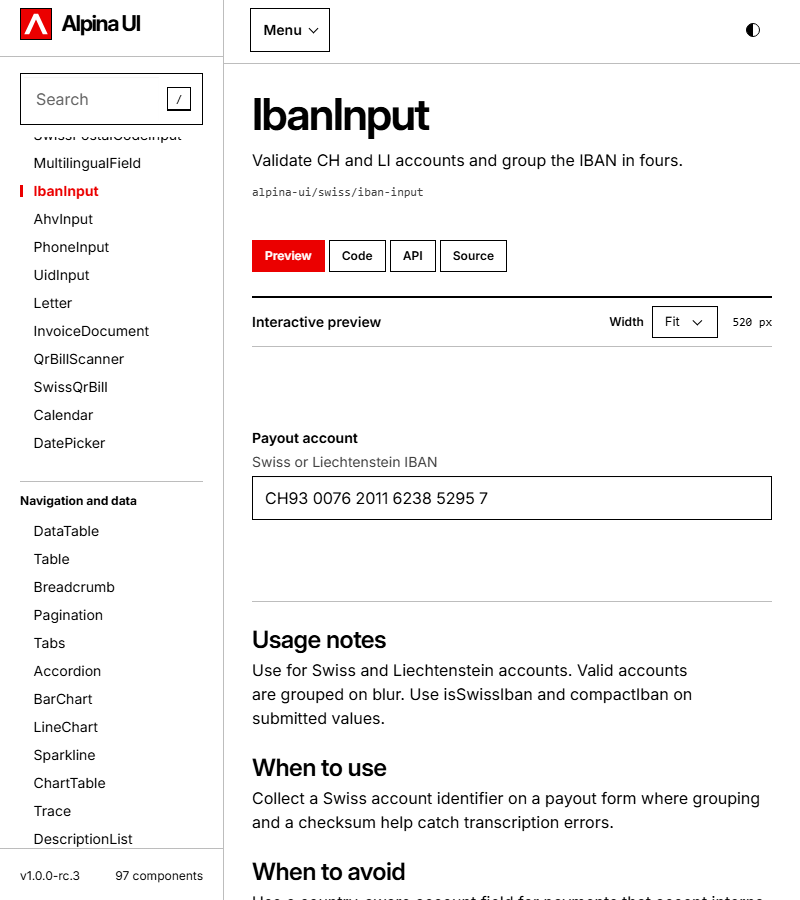 Alpina UI
Menu
Search
/
SwissPostalCodeInput
MultilingualField
IbanInput
AhvInput
PhoneInput
UidInput
Letter
InvoiceDocument
QrBillScanner
SwissQrBill
Calendar
DatePicker
Navigation and data
DataTable
Table
Breadcrumb
Pagination
Tabs
Accordion
BarChart
LineChart
Sparkline
ChartTable
Trace
DescriptionList
v1.0.0-rc.3
97 components
IbanInput
Validate CH and LI accounts and group the IBAN in fours.
alpina-ui/swiss/iban-input
Preview
Code
API
Source
Interactive preview
Width
Fit
520 px
Payout account
Swiss or Liechtenstein IBAN
CH93 0076 2011 6238 5295 7
Usage notes
Use for Swiss and Liechtenstein accounts. Valid accounts
are grouped on blur. Use isSwissIban and compactIban on
submitted values.
When to use
Collect a Swiss account identifier on a payout form where grouping
and a checksum help catch transcription errors.
When to avoid